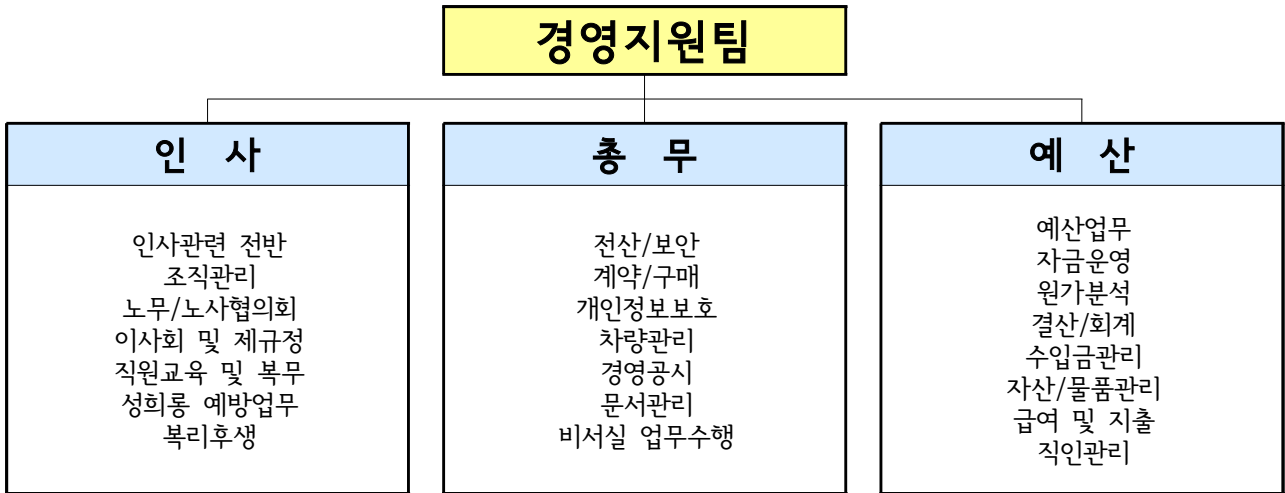 경영지원팀
인 사
인사관련 전반
조직관리
노무/노사협의회
이사회 및 제규정
직원교육 및 복무
성희롱 예방업무
복리후생
총 무
전산/보안
계약/구매
개인정보보호
차량관리
경영공시
문서관리
비서실 업무수행
예 산
예산업무
자금운영
원가분석
결산/회계
수입금관리
자산/물품관리
급여 및 지출
직인관리